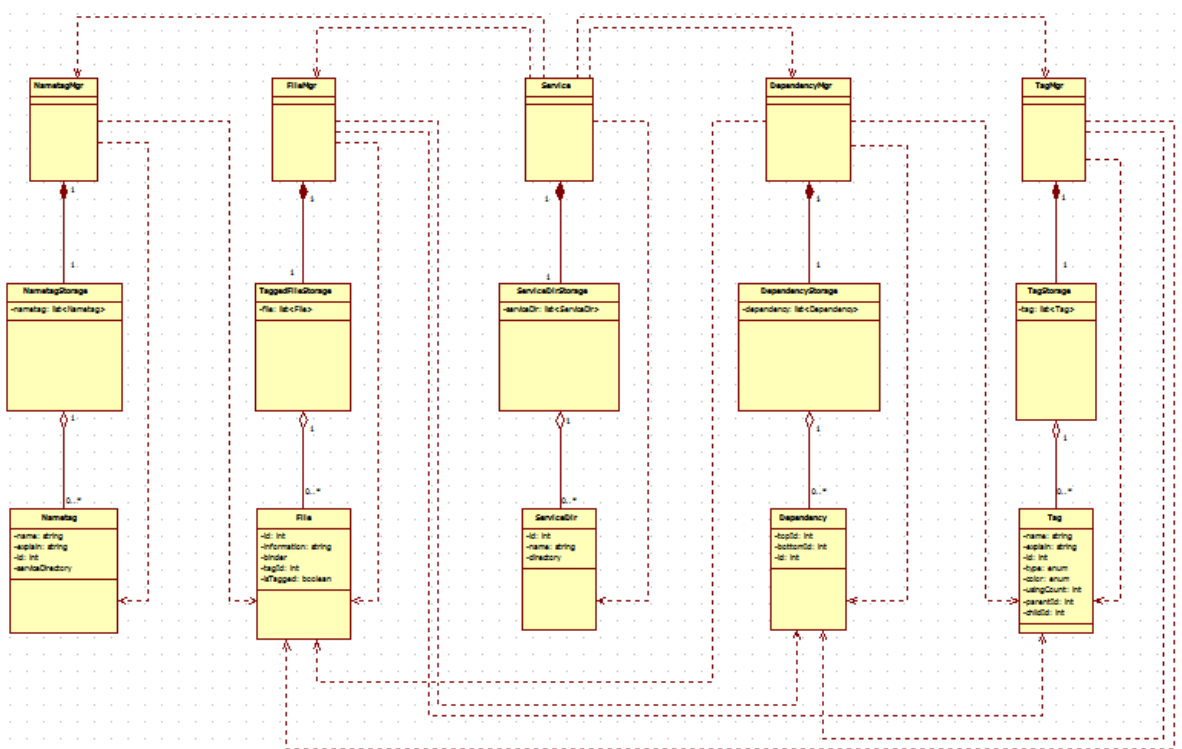 NametagMgr
FileMgr
Service
DependencyMgr
TagMgr
1
1
1
1
1
1
1
1
1
1
NametagStorage
-nametag: list<Nametag>
TaggedFileStorage
-file: list<File>
ServiceDirStorage
-serviceDir: list<ServiceDir>
DependencyStorage
-dependency: list<Dependency>
TagStorage
-tag: list<Tag>
1
1
1
1
1
0..*
0..*
0..*
0..*
0..*
Nametag
-name: string
-explain: string
-id: int
-serviceDirectory
File
-id: int
-information: string
-binder
-tagId: int
-isTagged: boolean
ServiceDir
-id: int
-name: string
-directory
Dependency
-topId: int
-bottomId: int
-id: int
Tag
-name: string
-explain: string
-id: int
-type: enum
-color: enum
-usingCount: int
-parentId: int
-childId: int